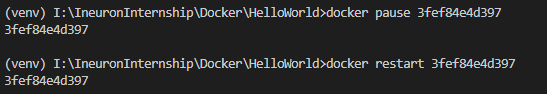 (venv) I:\IneuronInternship\Docker\HelloWorld>docker pause 3fef84e4d397
3fef84e4d397
(venv) I:\IneuronInternship\Docker\HelloWorld>docker restart 3fef84e4d397
3fef84e4d397